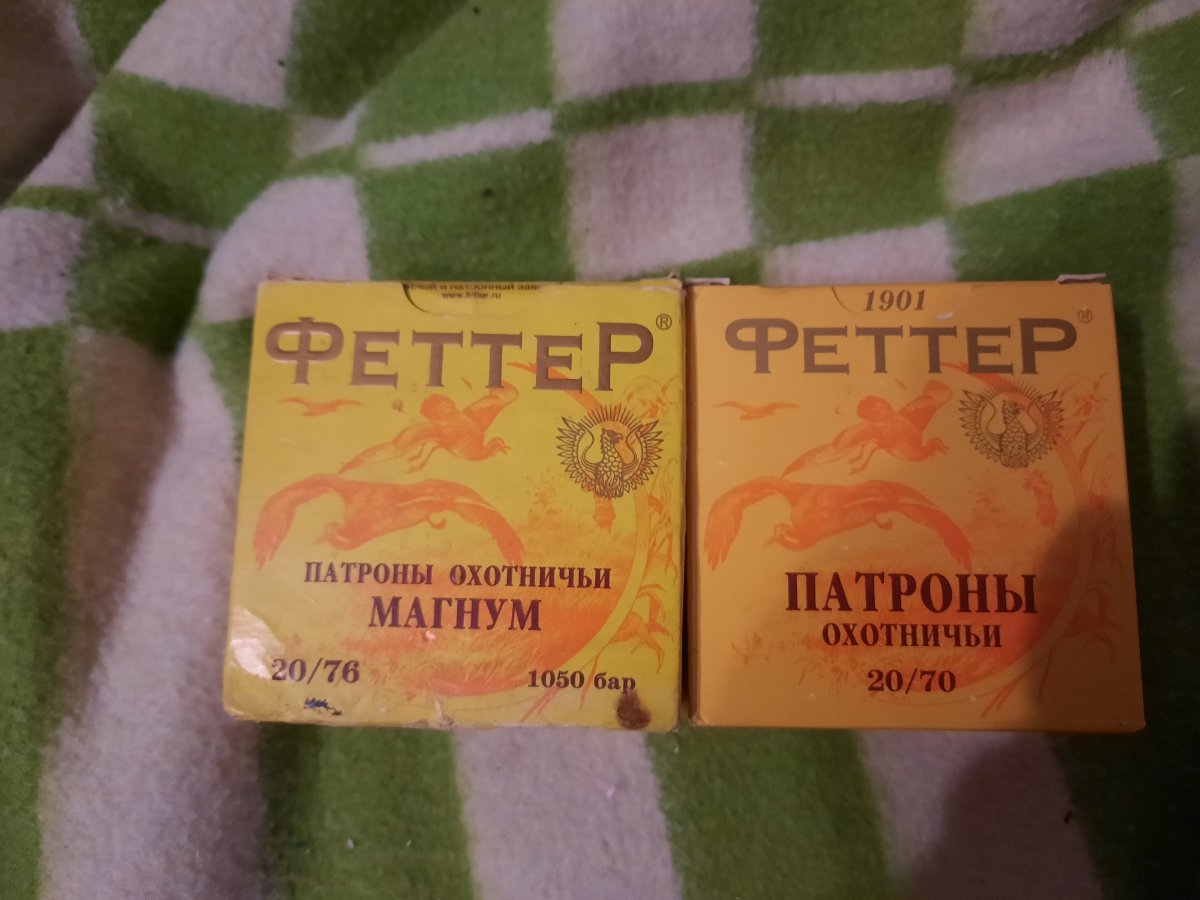 www.fetter.ru
ФЕТТЕР®
ПАТРОНЫ ОХОТНИЧЬИ
МАГНУМ
20/76
1050 бар
1901
ФЕТТЕР®
ПАТРОНЫ
ОХОТНИЧЬИ
20/70